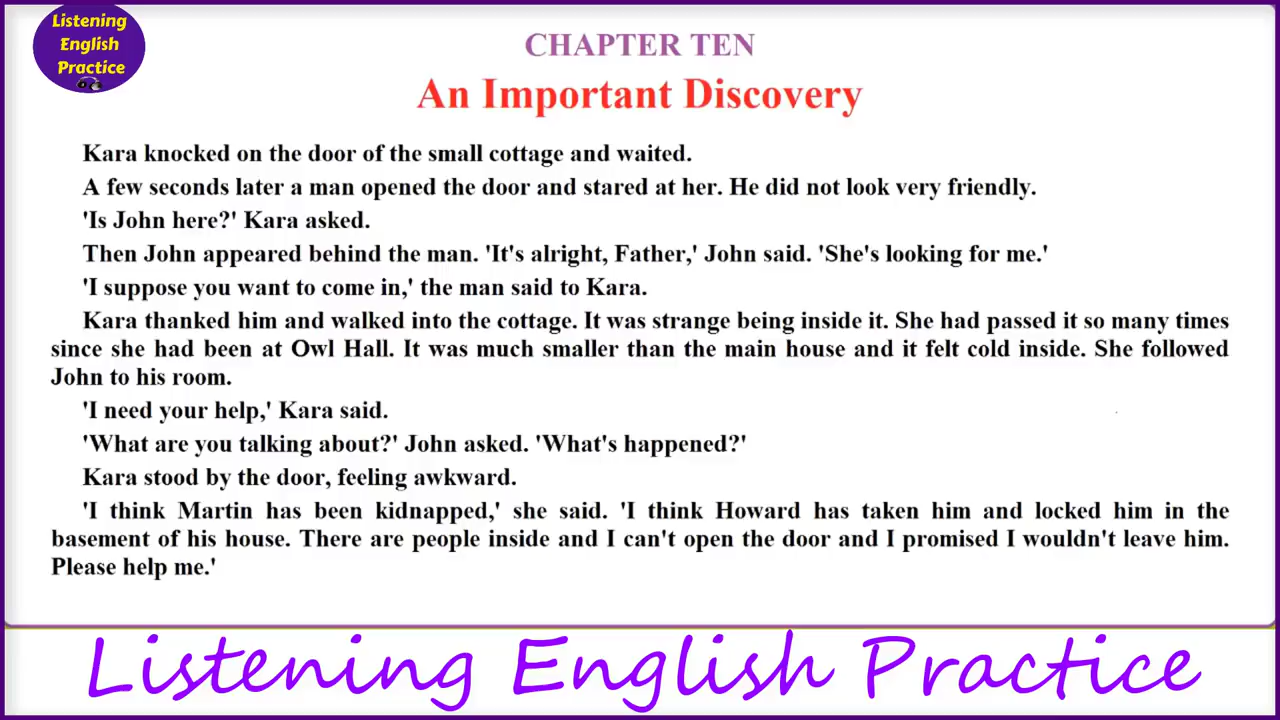 Listening
English
Practice
CHAPTER TEN
An Important Discovery
Kara knocked on the door of the small cottage and waited.
A few seconds later a man opened the door and stared at her. He did not look very friendly.
'Is John here?' Kara asked.
Then John appeared behind the man. 'It's alright, Father,' John said. 'She's looking for me.'
'I suppose you want to come in,' the man said to Kara.
Kara thanked him and walked into the cottage. It was strange being inside it. She had passed it so many times
since she had been at Owl Hall. It was much smaller than the main house and it felt cold inside. She followed
John to his room.
'I need your help,' Kara said.
'What are you talking about?' John asked. 'What's happened?'
Kara stood by the door, feeling awkward.
'I think Martin has been kidnapped,' she said. 'I think Howard has taken him and locked him in the
basement of his house. There are people inside and I can't open the door and I promised I wouldn't leave him.
Please help me.'
Listening English Practice